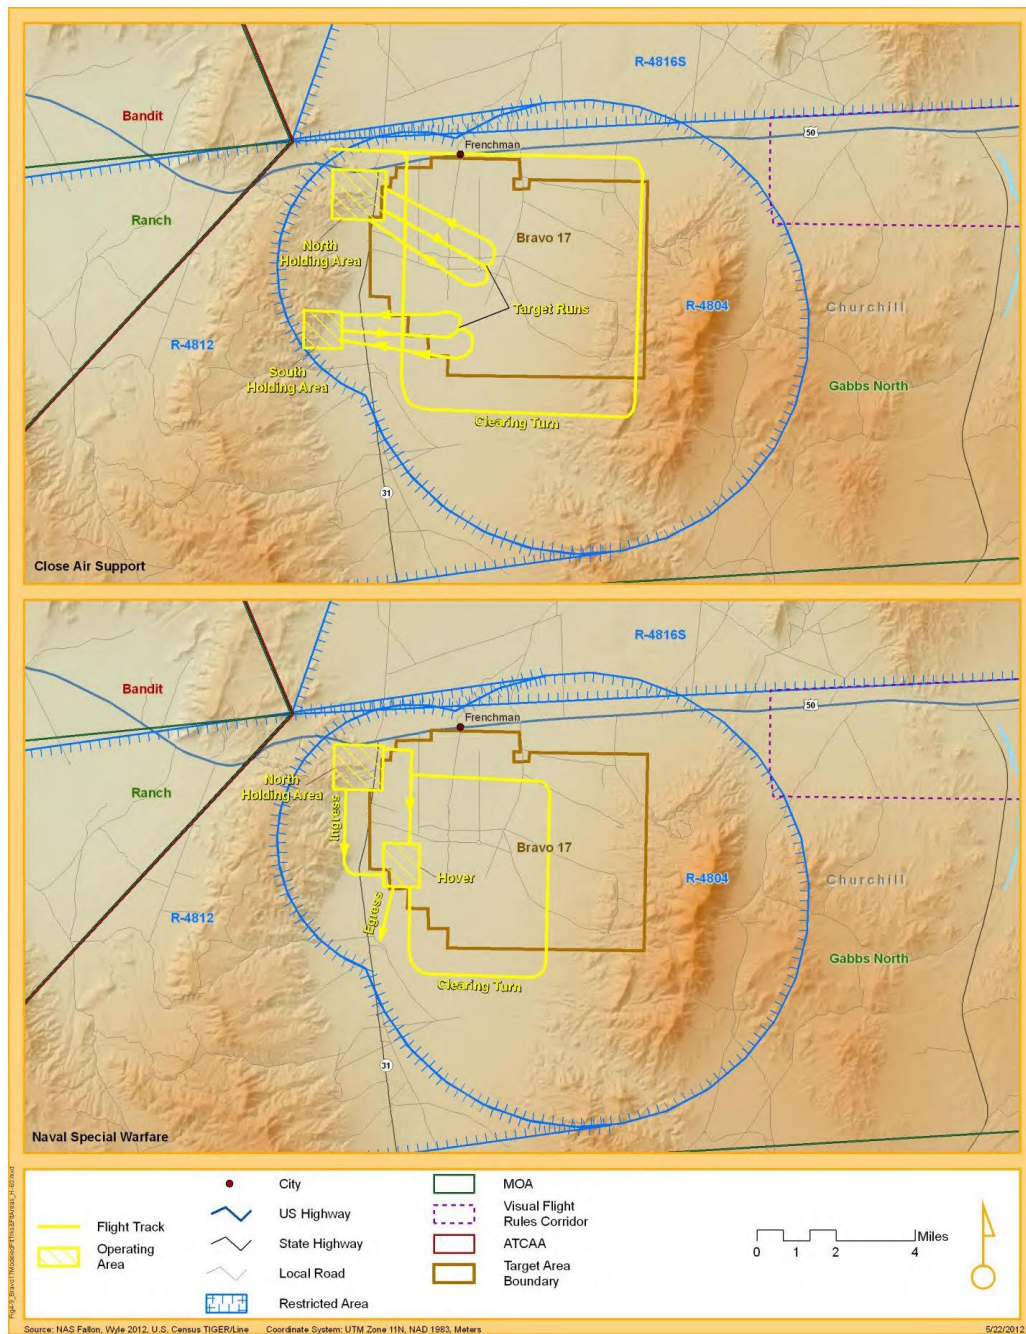 R-4816S
Bandit
50
Frenchman
Ranch
Bravo 17
North
Holding Area
Target Runs
R-4804
Churchill
R-4812
South
Holding Area
Gabbs North
Clearing Turn
31
Close Air Support
R-4816S
Bandit
50
Frenchman
North
Holding Area
Ranch
Ingress
Bravo 17
Hover
R-4804
Churchill
Egress
R-4812
Gabbs North
Clearing Turn
31
Naval Special Warfare
Flight Track
Operating
Area
City
US Highway
State Highway
Local Road
Restricted Area
MOA
Visual Flight
Rules Corridor
ATCAA
Target Area
Boundary
Miles
0 1 2 4
Source: NAS Fallon, Wyle 2012, U.S. Census TIGER/Line Coordinate System: UTM Zone 11N, NAD 1983, Meters
5/22/2012